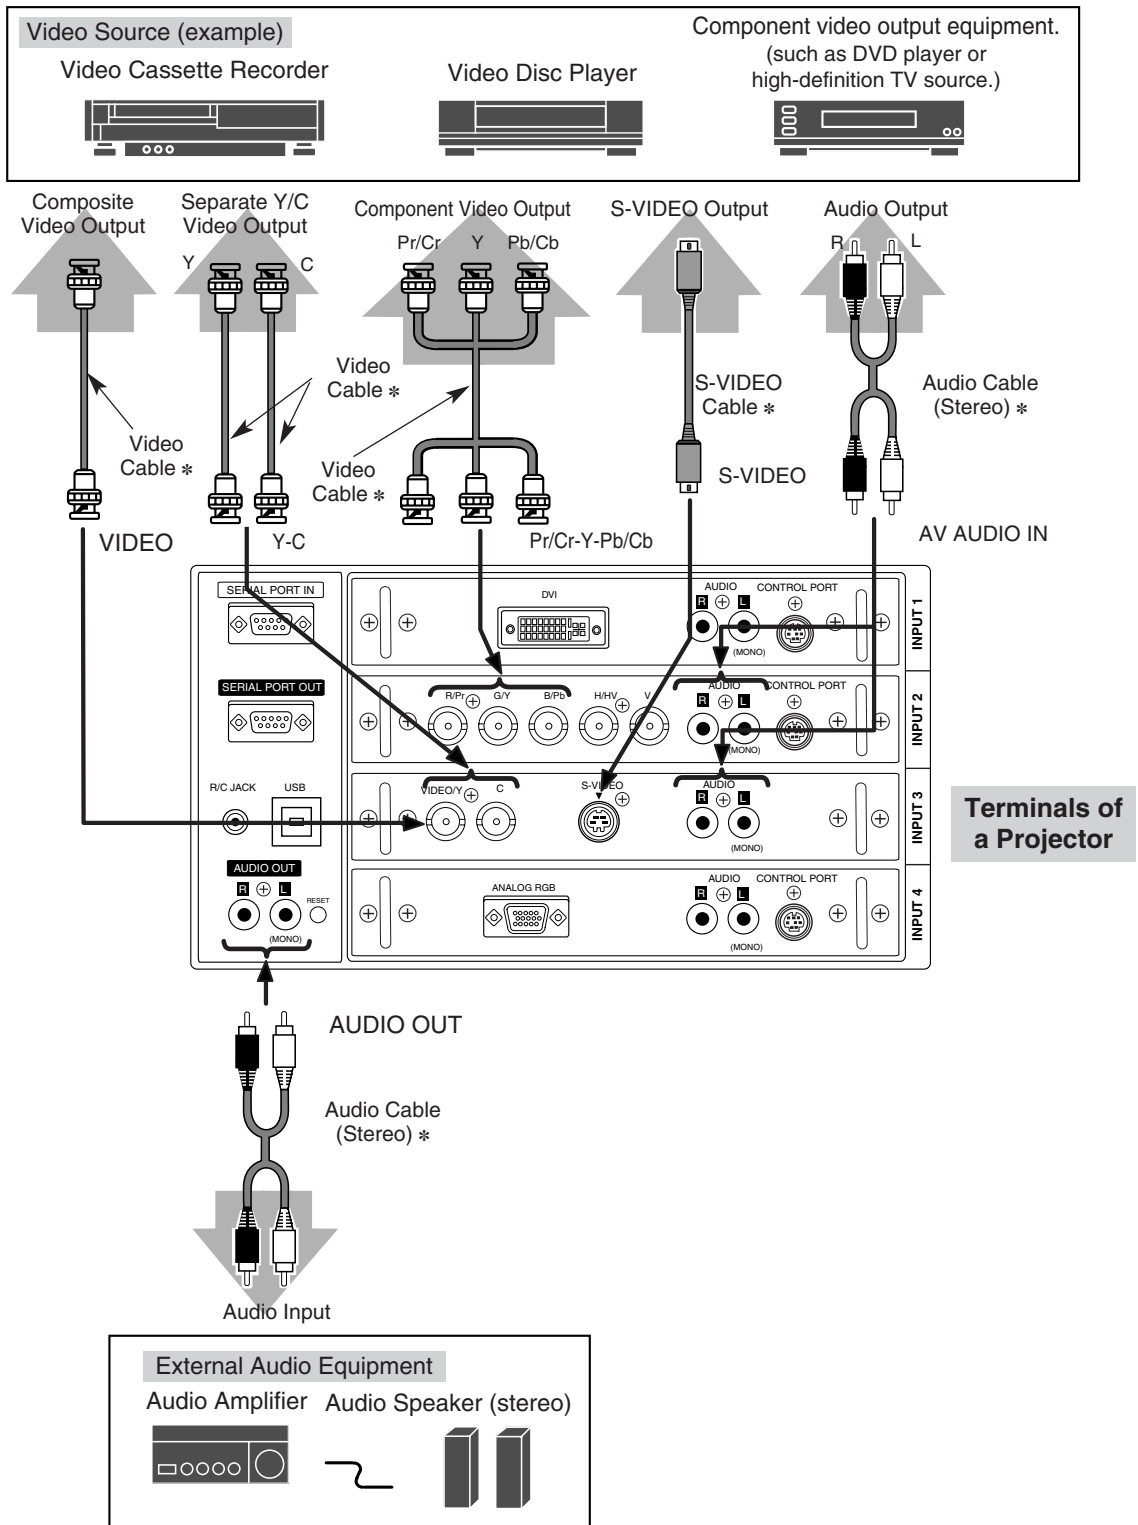 Video Source (example)
Video Cassette Recorder
Video Disc Player
Component video output equipment.
(such as DVD player or
high-definition TV source.)
Composite
Video Output
Separate Y/C
Video Output
Y
C
Component Video Output
Pr/Cr
Y
Pb/Cb
S-VIDEO Output
Audio Output
R
L
Video
Cable ✻
Video
Cable ✻
Video
Cable ✻
S-VIDEO
Cable ✻
Audio Cable
(Stereo) ✻
S-VIDEO
VIDEO
Y-C
Pr/Cr-Y-Pb/Cb
AV AUDIO IN
SERIAL PORT IN
DVI
AUDIO
R
L
(MONO)
CONTROL PORT
INPUT 1
SERIAL PORT OUT
R/Pr
G/Y
B/Pb
H/HV
V
AUDIO
R
L
(MONO)
CONTROL PORT
INPUT 2
R/C JACK
USB
VIDEO/Y
C
S-VIDEO
AUDIO
R
L
(MONO)
INPUT 3
Terminals of
a Projector
AUDIO OUT
R
L
RESET
(MONO)
ANALOG RGB
AUDIO
R
L
(MONO)
CONTROL PORT
INPUT 4
AUDIO OUT
Audio Cable
(Stereo) ✻
Audio Input
External Audio Equipment
Audio Amplifier
Audio Speaker (stereo)